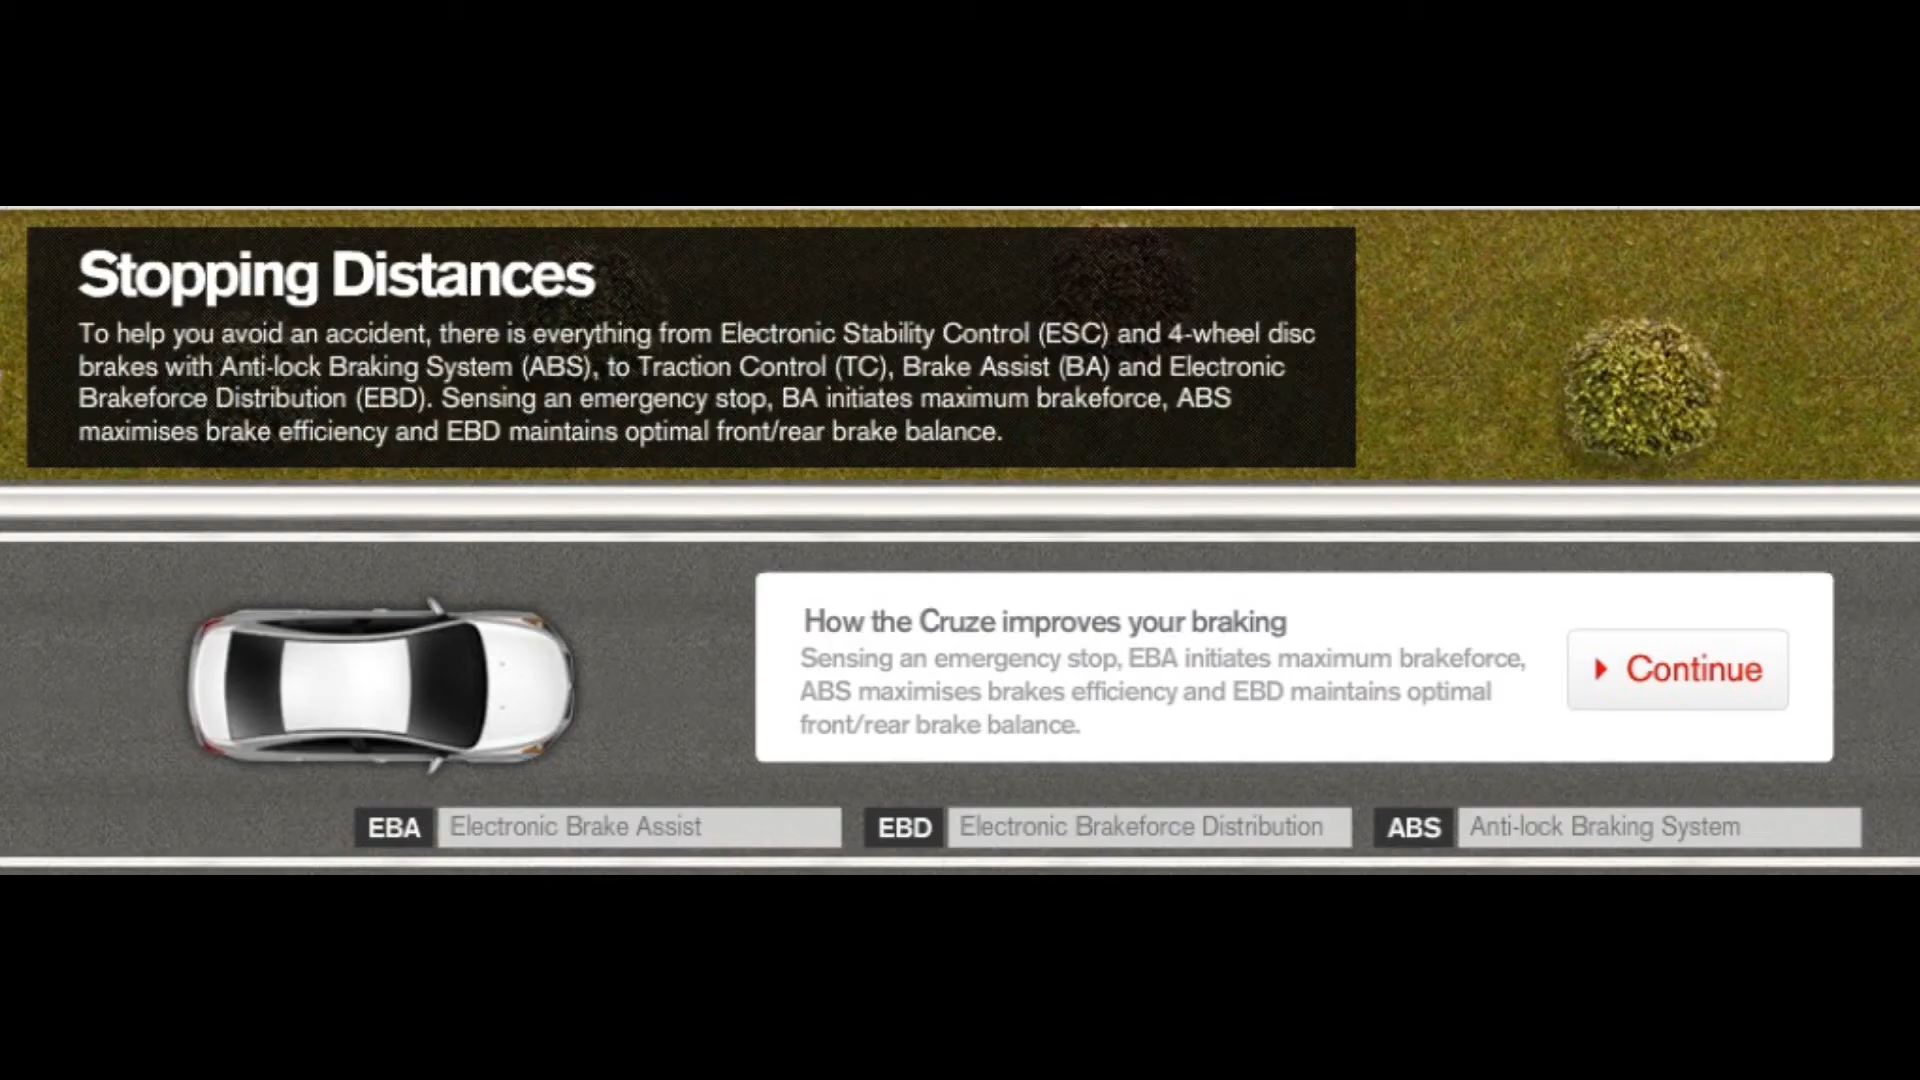 Stopping Distances
To help you avoid an accident, there is everything from Electronic Stability Control (ESC) and 4-wheel disc
brakes with Anti-lock Braking System (ABS), to Traction Control (TC), Brake Assist (BA) and Electronic
Brakeforce Distribution (EBD). Sensing an emergency stop, BA initiates maximum brakeforce, ABS
maximises brake efficiency and EBD maintains optimal front/rear brake balance.
How the Cruze improves your braking
Sensing an emergency stop, EBA initiates maximum brakeforce,
ABS maximises brakes efficiency and EBD maintains optimal
front/rear brake balance.
Continue
EBA Electronic Brake Assist EBD Electronic Brakeforce Distribution ABS Anti-lock Braking System